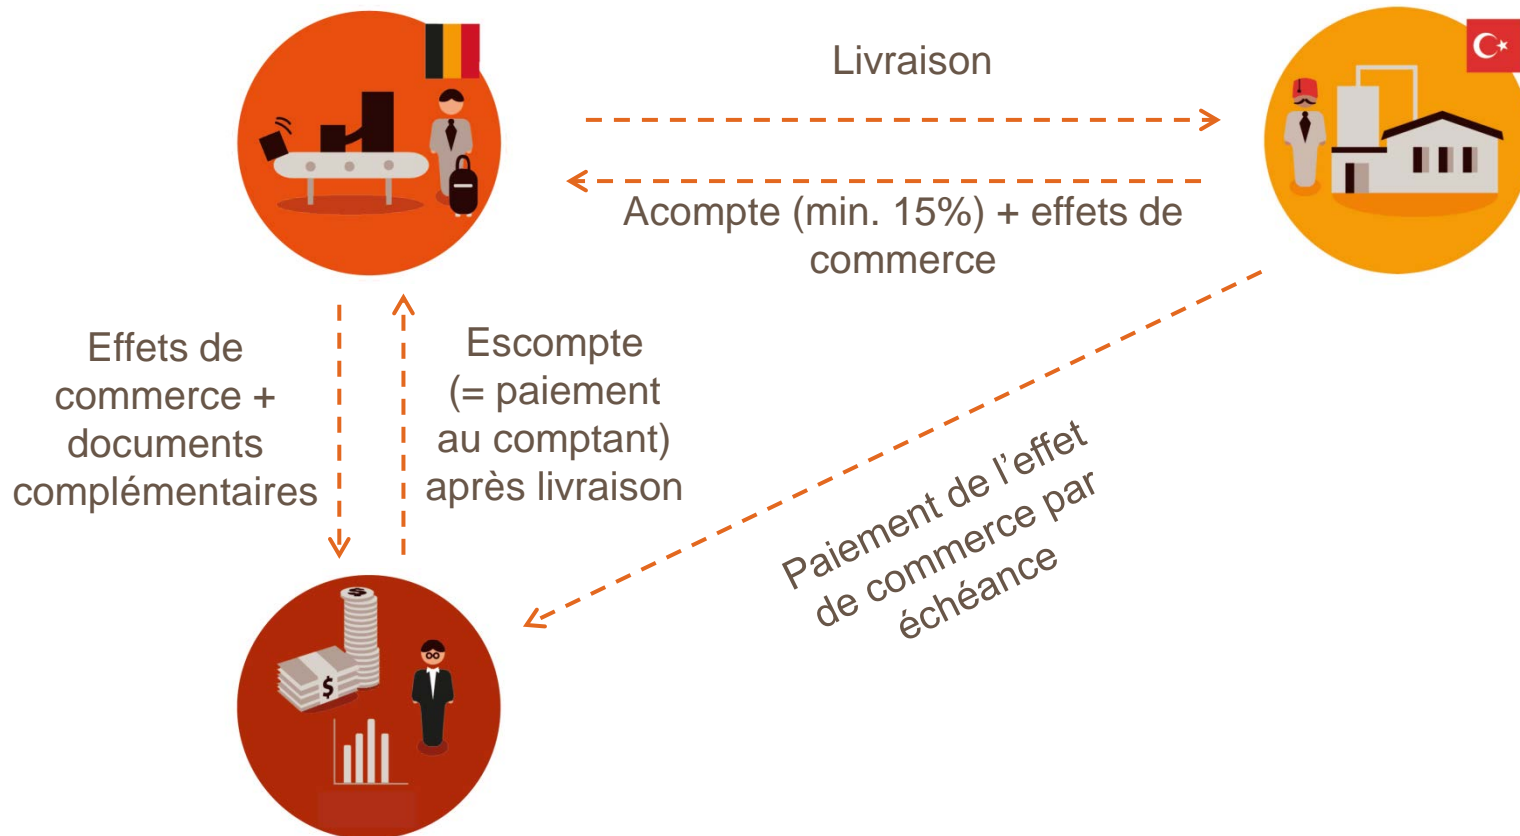 Livraison
Acompte (min. 15%) + effets de
commerce
Effets de
commerce +
documents
complémentaires
Escompte
(= paiement
au comptant)
après livraison
Paiement de l’effet
de commerce par
échéance
$
$